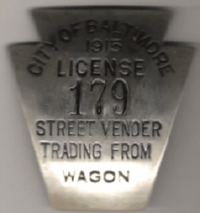 CITY OF BALTIMORE
1915
LICENSE
179
STREET VENDER
TRADING FROM
WAGON